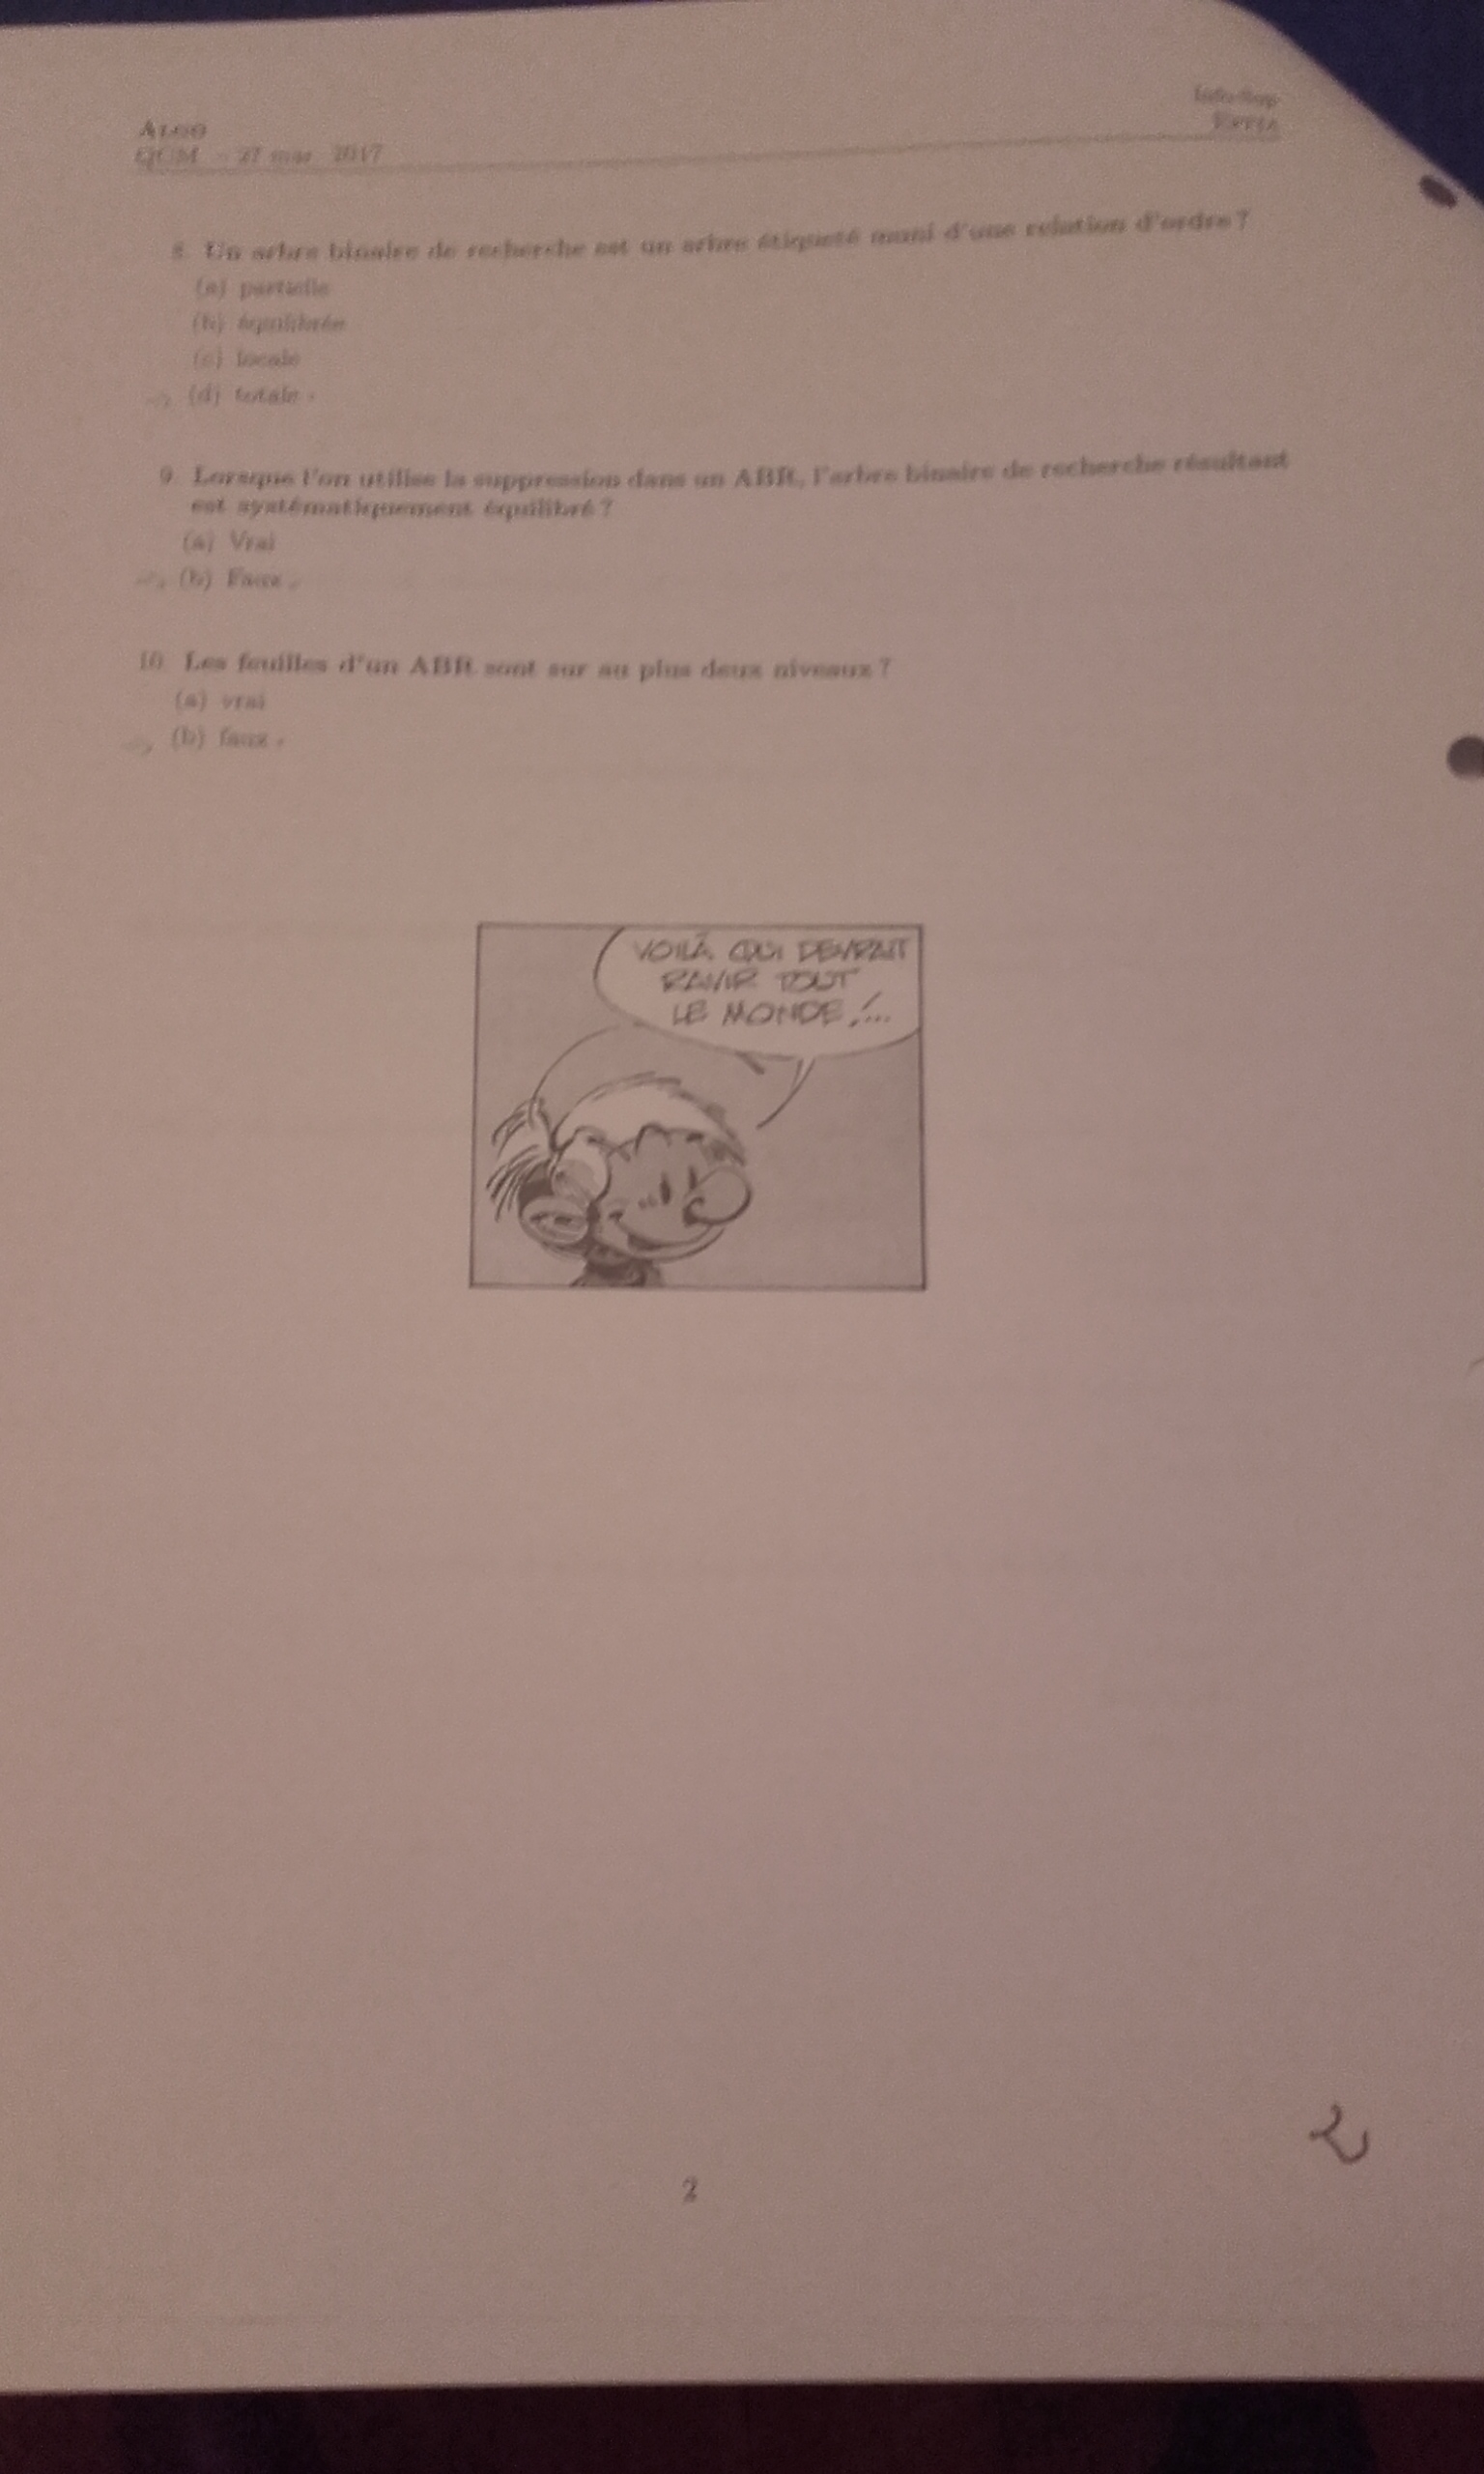 ALGO
QCM – 27 mar. 2017
Info-Sup
EPITA
8. Un arbre binaire de recherche est un arbre étiqueté muni d'une relation d'ordre ?
(a) partielle
(b) équilibrée
(c) locale
(d) totale
9. Lorsque l'on utilise la suppression dans un ABR, l'arbre binaire de recherche résultant
est systématiquement équilibré ?
(a) Vrai
(b) Faux
10. Les feuilles d'un ABR sont sur au plus deux niveaux ?
(a) vrai
(b) faux
VOILÀ QUI DEVRAIT
RAVIR TOUT
LE MONDE !...
2